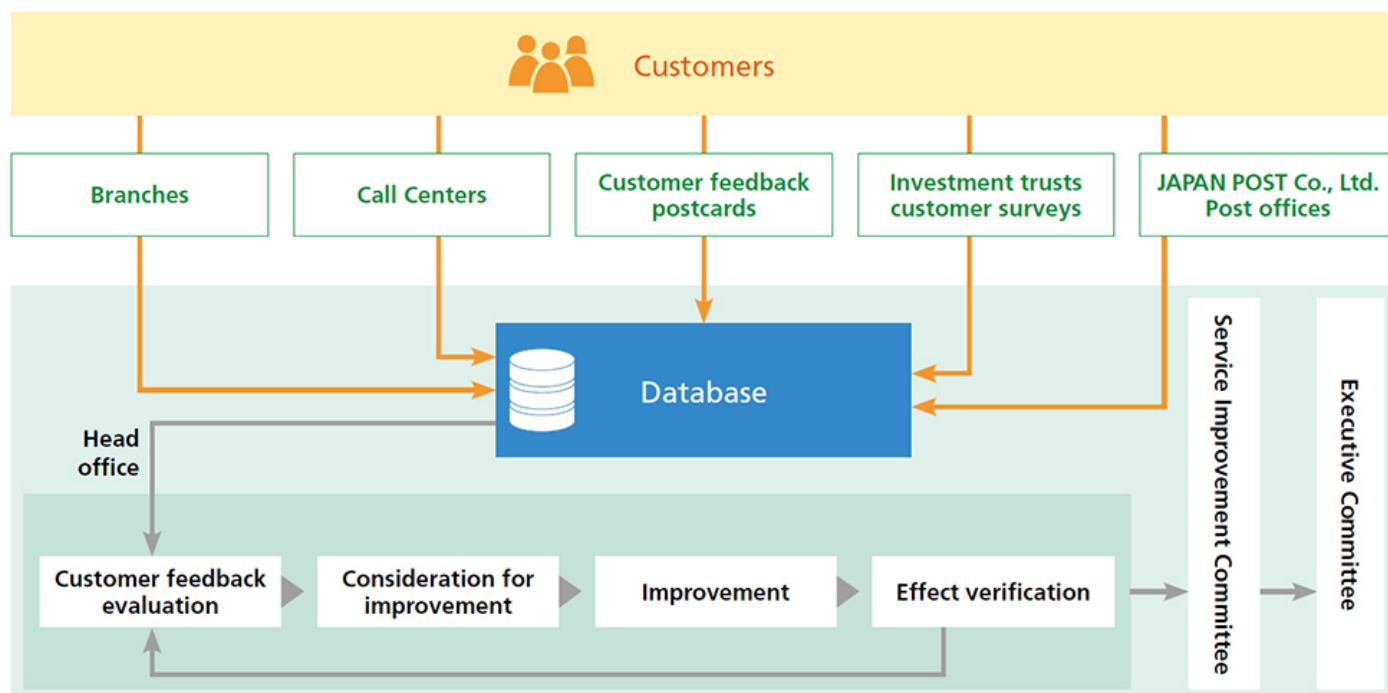 Customers
Branches
Call Centers
Customer feedback
postcards
Investment trusts
customer surveys
JAPAN POST Co., Ltd.
Post offices
Database
Head
office
Customer feedback
evaluation
Consideration for
improvement
Improvement
Effect verification
Service Improvement Committee
Executive Committee